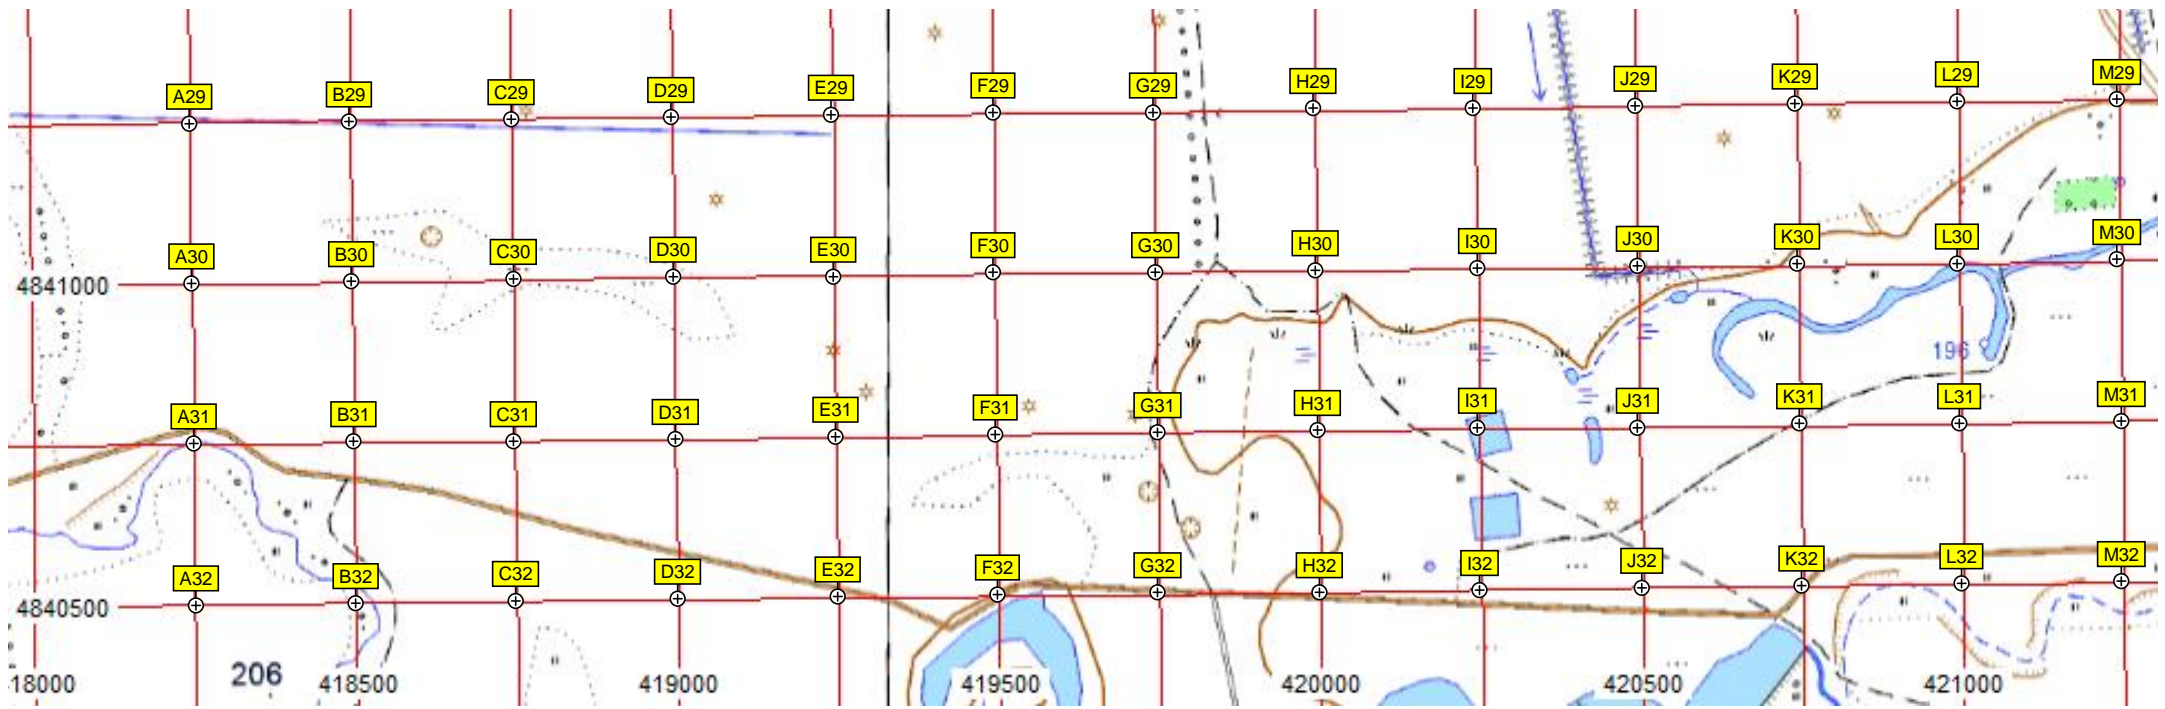 A29 B29 C29 D29 E29 F29 G29 H29 I29 J29 K29 L29 M29
A30 B30 C30 D30 E30 F30 G30 H30 I30 J30 K30 L30 M30
4841000
196
A31 B31 C31 D31 E31 F31 G31 H31 I31 J31 K31 L31 M31
A32 B32 C32 D32 E32 F32 G32 H32 I32 J32 K32 L32 M32
4840500
206
18000 418500 419000 419500 420000 420500 421000